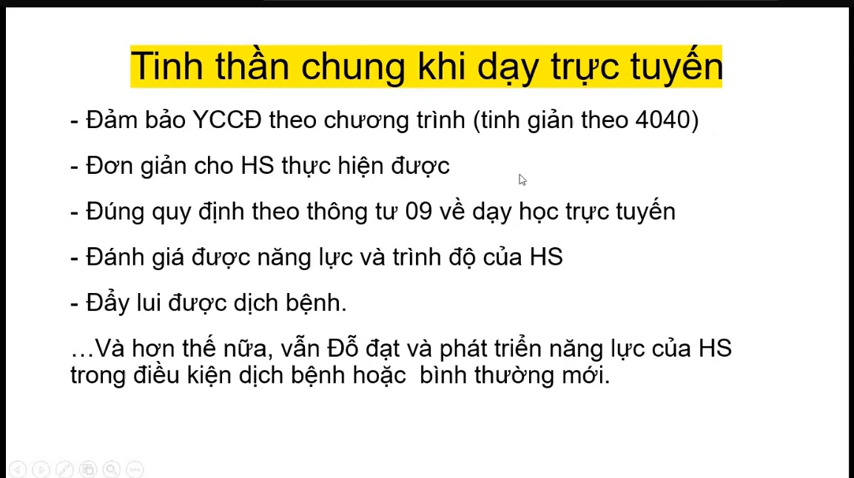 Tinh thần chung khi dạy trực tuyến
- Đảm bảo YCCĐ theo chương trình (tinh giản theo 4040)
- Đơn giản cho HS thực hiện được
- Đúng quy định theo thông tư 09 về dạy học trực tuyến
- Đánh giá được năng lực và trình độ của HS
- Đẩy lui được dịch bệnh.
…Và hơn thế nữa, vẫn Đỗ đạt và phát triển năng lực của HS
trong điều kiện dịch bệnh hoặc  bình thường mới.